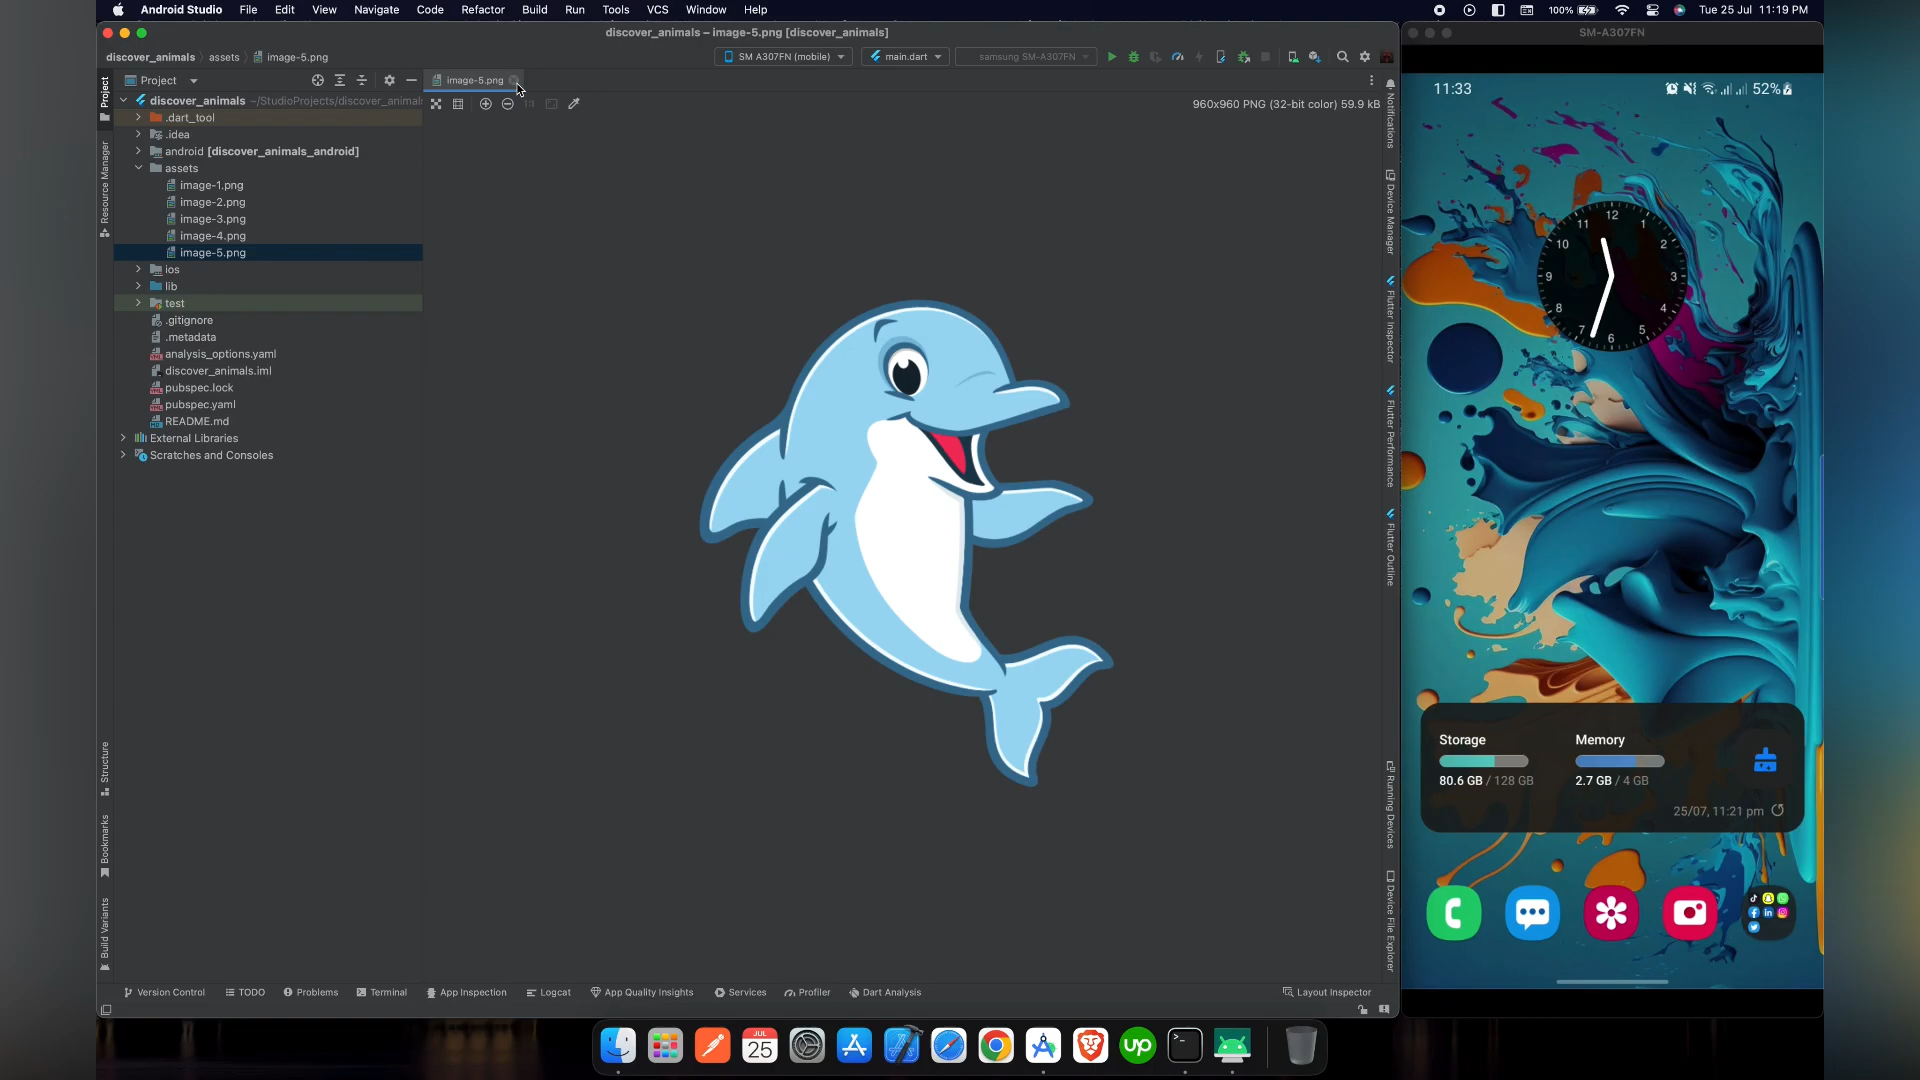 Android Studio File Edit View Navigate Code Refactor Build Run Tools VCS Window Help 100% Tue 25 Jul 11:19 PM
discover_animals – image-5.png [discover_animals]
discover_animals assets image-5.png
SM A307FN (mobile) main.dart samsung SM-A307FN
Project
image-5.png
discover_animals ~/StudioProjects/discover_animals
960x960 PNG (32-bit color) 59.9 kB
.dart_tool
.idea
android [discover_animals_android]
assets
image-1.png
image-2.png
image-3.png
image-4.png
image-5.png
ios
lib
test
.gitignore
.metadata
analysis_options.yaml
discover_animals.iml
pubspec.lock
pubspec.yaml
README.md
External Libraries
Scratches and Consoles
Project
Resource Manager
Structure
Bookmarks
Build Variants
Notifications
Device Manager
Flutter Inspector
Flutter Performance
Flutter Outline
Running Devices
Device File Explorer
Version Control TODO Problems Terminal App Inspection Logcat App Quality Insights Services Profiler Dart Analysis Layout Inspector
SM-A307FN
11:33 52%
12
1
2
3
4
5
6
7
8
9
10
11
Storage Memory
80.6 GB / 128 GB 2.7 GB / 4 GB
25/07, 11:21 pm
JUL
25
up